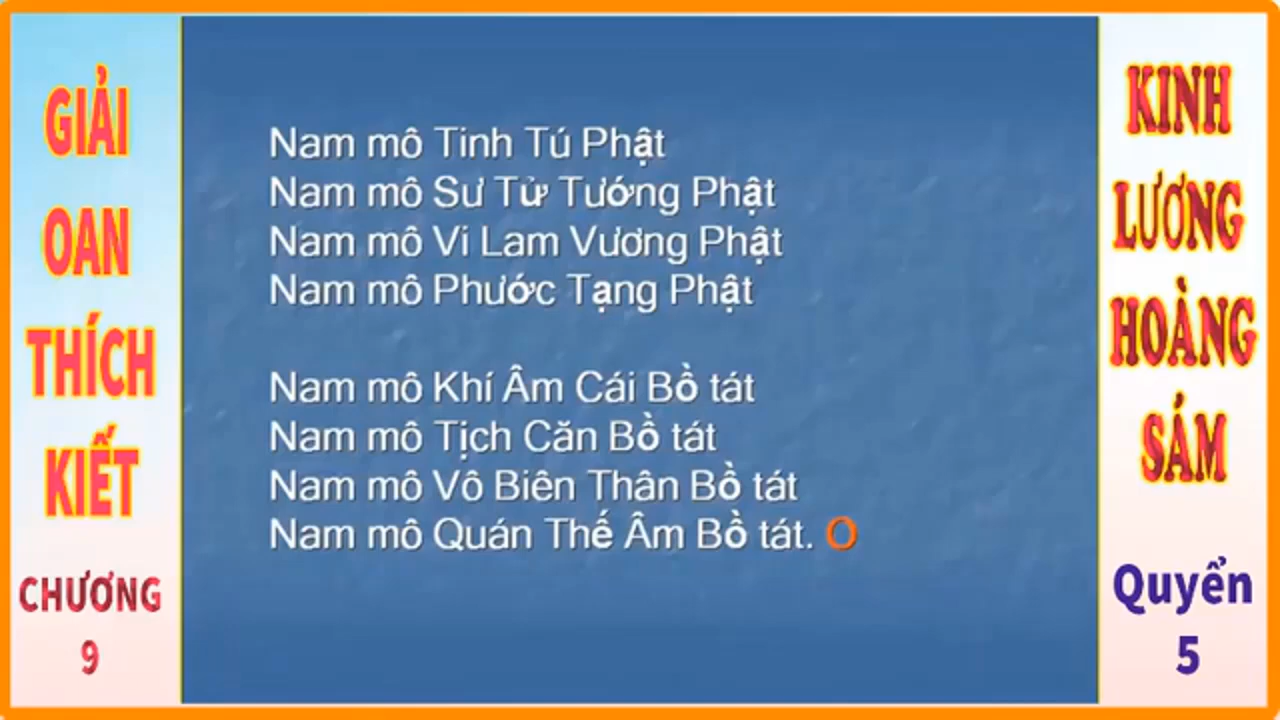 GIẢI
OAN
THÍCH
KIẾT
CHƯƠNG
9
Nam mô Tinh Tú Phật
Nam mô Sư Tử Tướng Phật
Nam mô Vi Lam Vương Phật
Nam mô Phước Tạng Phật
Nam mô Khí Âm Cái Bồ tát
Nam mô Tịch Căn Bồ tát
Nam mô Vô Biên Thân Bồ tát
Nam mô Quán Thế Âm Bồ tát. O
KINH
LƯƠNG
HOÀNG
SÁM
Quyển
5